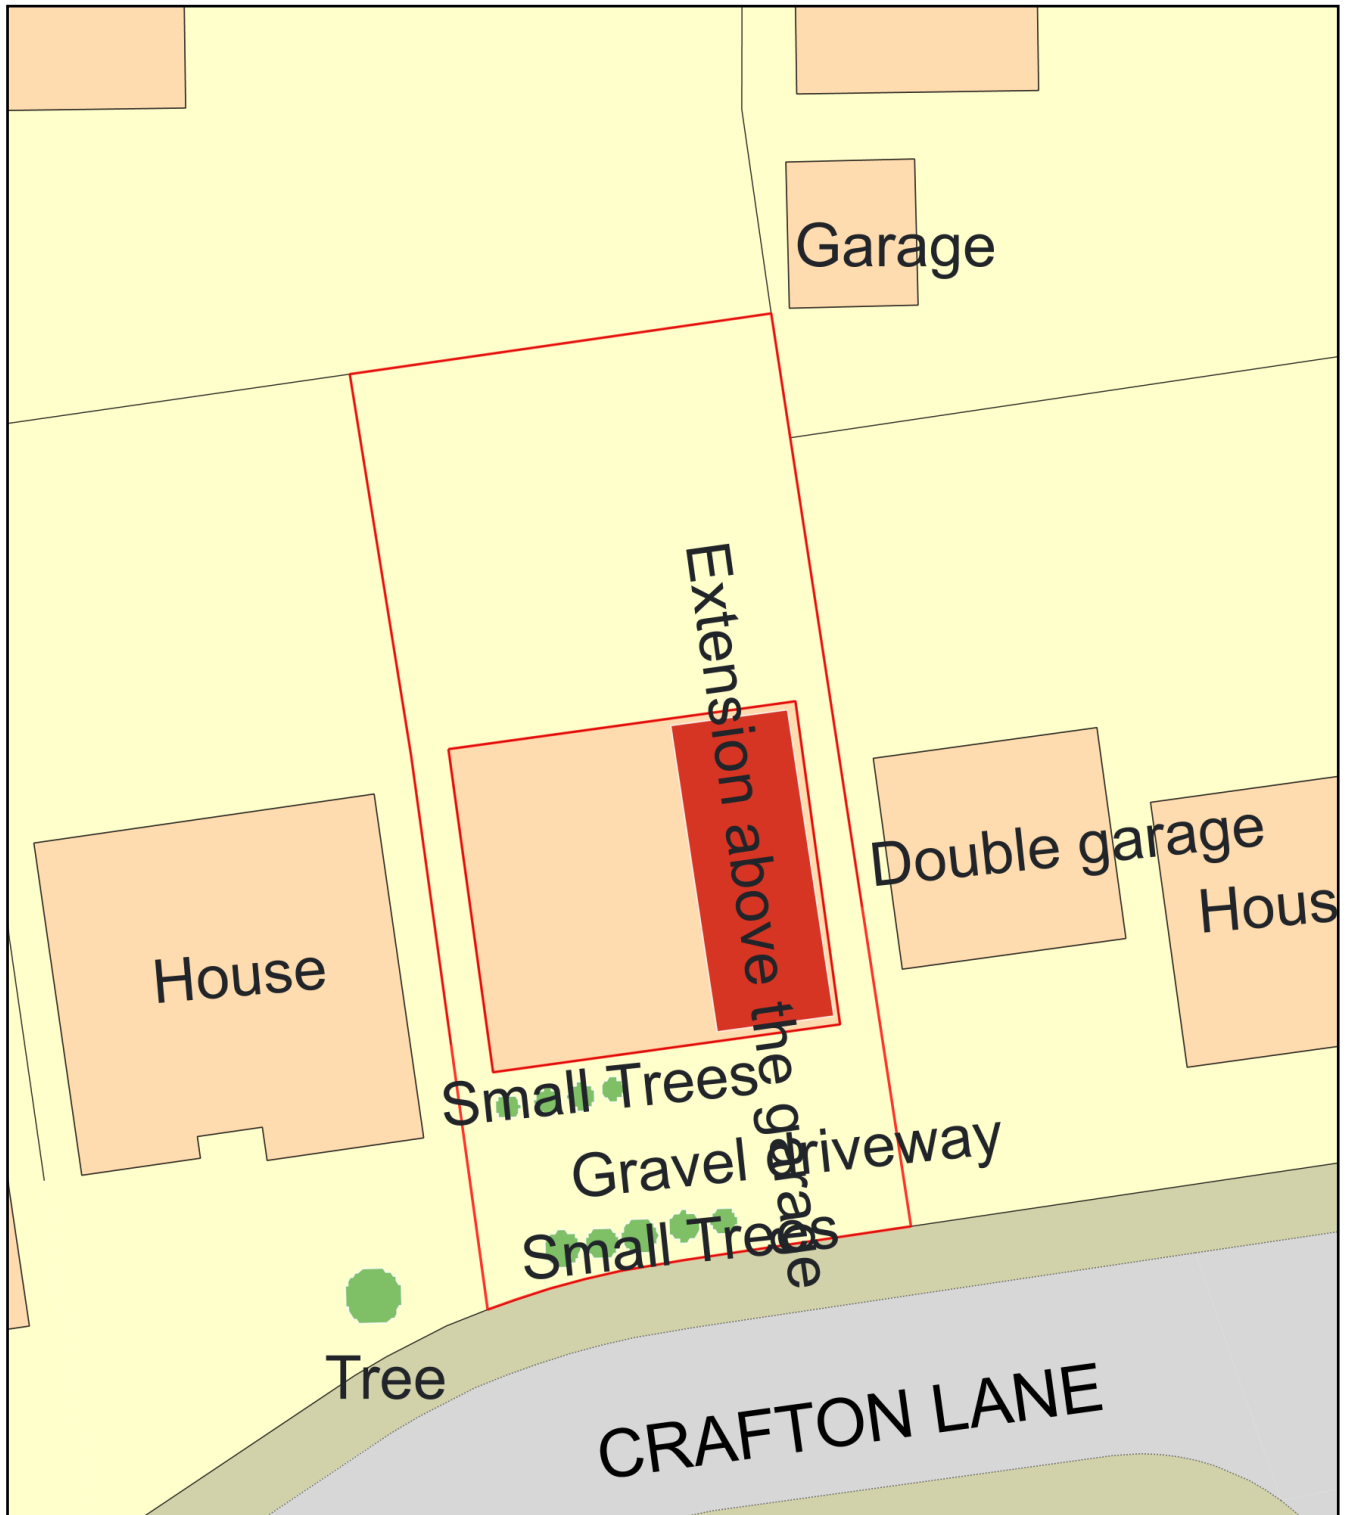 Garage
Extension above the garage
Double garage
Hous
House
Small Trees
Gravel driveway
Small Trees
Tree
CRAFTON LANE